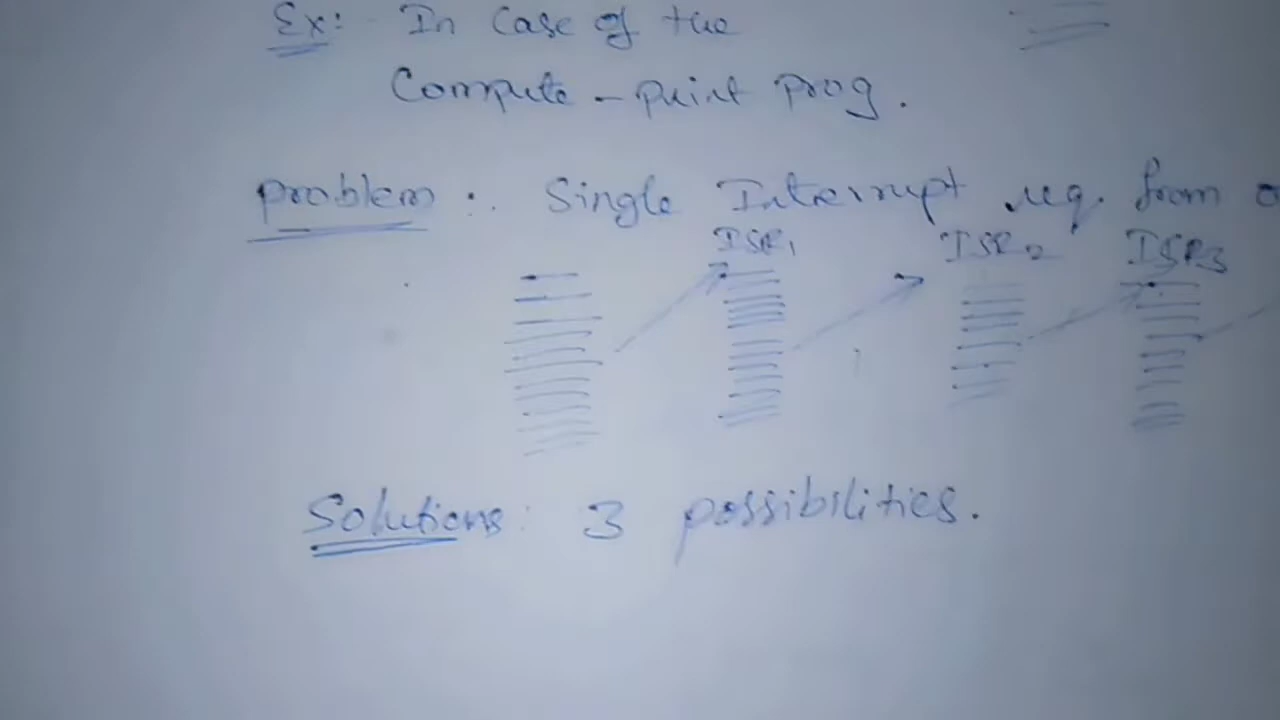 Ex: In Case of the
Compute - print prog.
problem : Single Interrupt req. from
ISR1 ISR2 ISR3
Solutions: 3 possibilities.